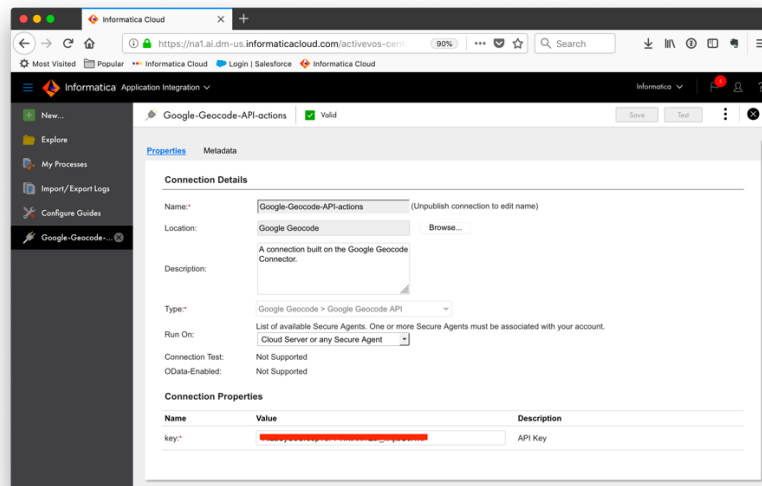 Informatica Cloud
https://na1.ai.dm-us.informaticacloud.com/activevos-cent
90%
Search
Most Visited Popular Informatica Cloud Login | Salesforce Informatica Cloud
Informatica Application Integration Informatica
New... Google-Geocode-API-actions Valid Save Test
Explore
My Processes
Import/Export Logs
Configure Guides
Google-Geocode-...
Properties Metadata
Connection Details
Name:* Google-Geocode-API-actions (Unpublish connection to edit name)
Location: Google Geocode Browse...
Description: A connection built on the Google Geocode
Connector.
Type:* Google Geocode > Google Geocode API
List of available Secure Agents. One or more Secure Agents must be associated with your account.
Run On: Cloud Server or any Secure Agent
Connection Test: Not Supported
OData-Enabled: Not Supported
Connection Properties
Name Value Description
key:* API Key